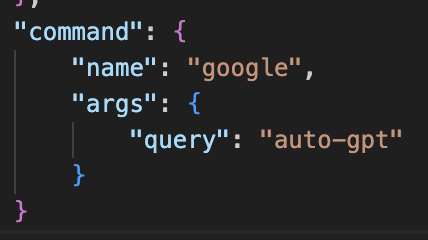 },
"command": {
    "name": "google",
    "args": {
        "query": "auto-gpt"
    }
}